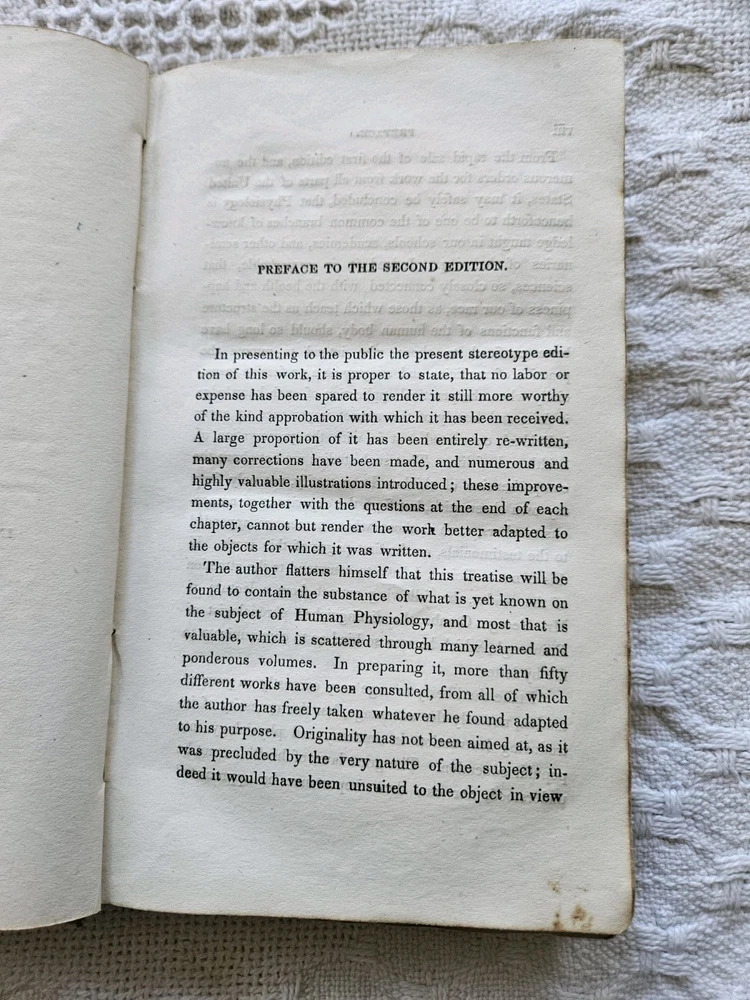 PREFACE TO THE SECOND EDITION.
In presenting to the public the present stereotype edi-
tion of this work, it is proper to state, that no labor or
expense has been spared to render it still more worthy
of the kind approbation with which it has been received.
A large proportion of it has been entirely re-written,
many corrections have been made, and numerous and
highly valuable illustrations introduced; these improve-
ments, together with the questions at the end of each
chapter, cannot but render the work better adapted to
the objects for which it was written.
The author flatters himself that this treatise will be
found to contain the substance of what is yet known on
the subject of Human Physiology, and most that is
valuable, which is scattered through many learned and
ponderous volumes. In preparing it, more than fifty
different works have been consulted, from all of which
the author has freely taken whatever he found adapted
to his purpose. Originality has not been aimed at, as it
was precluded by the very nature of the subject; in-
deed it would have been unsuited to the object in view